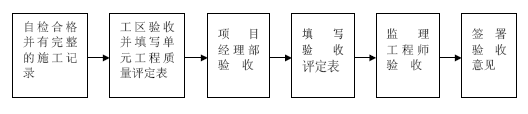 自检合格
并有完整
的施工记
录
工区验收
并填写单
元工程质
量评定表
项目
经理部
验收
填写
验收
评定表
监理
工程师
验收
签署
验收
意见